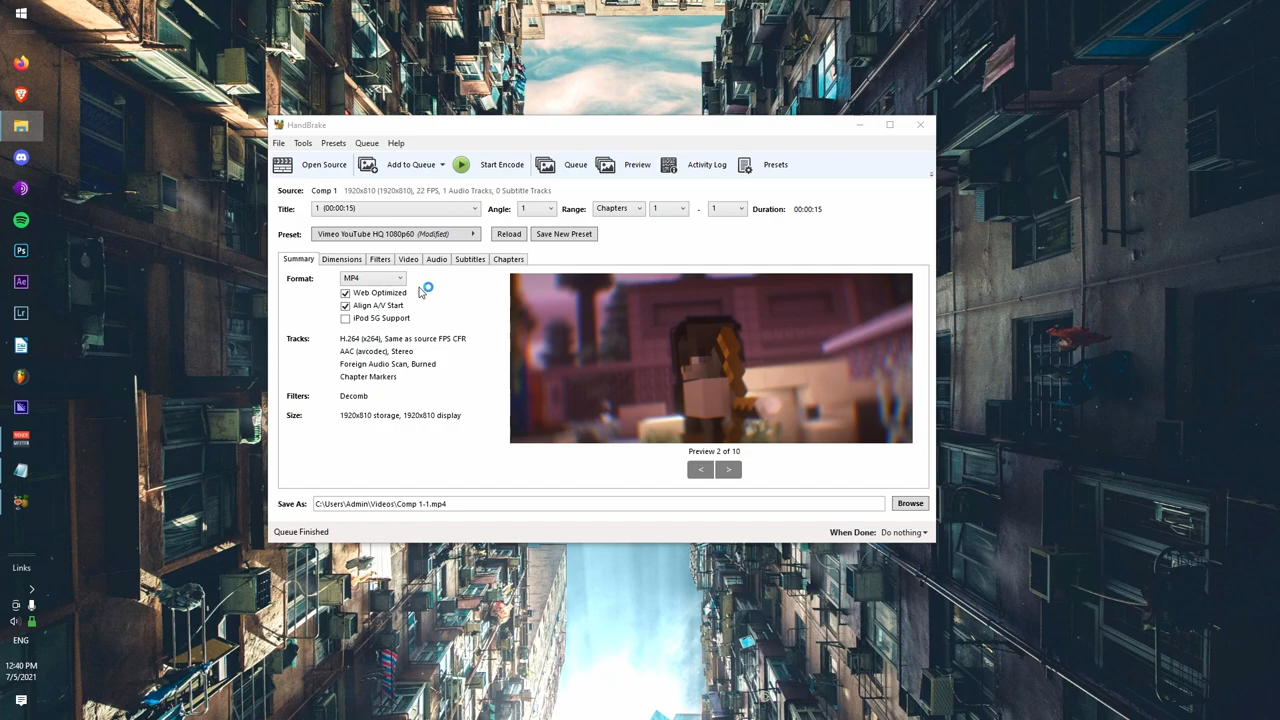 HandBrake
File Tools Presets Queue Help
Open Source Add to Queue Start Encode Queue Preview Activity Log Presets
Source: Comp 1 1920x810 (1920x810), 22 FPS, 1 Audio Tracks, 0 Subtitle Tracks
Title: 1 (00:00:15) Angle: 1 Range: Chapters 1 - 1 Duration: 00:00:15
Preset: Vimeo YouTube HQ 1080p60 (Modified) Reload Save New Preset
Summary Dimensions Filters Video Audio Subtitles Chapters
Format: MP4
Web Optimized
Align A/V Start
iPod 5G Support
Tracks: H.264 (x264), Same as source FPS CFR
AAC (avcodec), Stereo
Foreign Audio Scan, Burned
Chapter Markers
Filters: Decomb
Size: 1920x810 storage, 1920x810 display
Preview 2 of 10
< >
Save As: C:\Users\Admin\Videos\Comp 1-1.mp4 Browse
Queue Finished When Done: Do nothing
Ps
Ae
Lr
Links
ENG
12:40 PM
7/5/2021